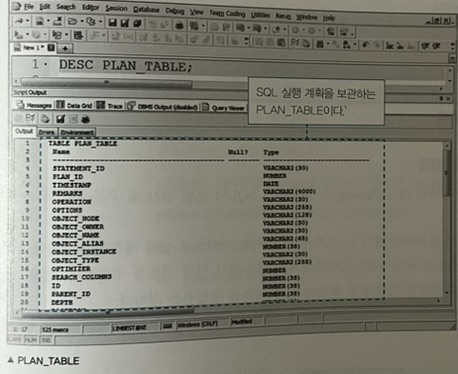 File Edit Search Editor Session Database Debug View Team Coding Utilities Rerun Window Help
New 1 *
1 DESC PLAN_TABLE;
SQL 실행 계획을 보관하는
PLAN_TABLE이다.'
Script Output
Messages Data Grid Trace DBMS Output (disabled) Query Viewer
Output Errors Environment
1 TABLE PLAN_TABLE
2 Name Null? Type
3 -----------------------------------------
4 STATEMENT_ID VARCHAR2(30)
5 PLAN_ID NUMBER
6 TIMESTAMP DATE
7 REMARKS VARCHAR2(4000)
8 OPERATION VARCHAR2(30)
9 OPTIONS VARCHAR2(255)
10 OBJECT_NODE VARCHAR2(128)
11 OBJECT_OWNER VARCHAR2(30)
12 OBJECT_NAME VARCHAR2(30)
13 OBJECT_ALIAS VARCHAR2(65)
14 OBJECT_INSTANCE NUMBER(38)
15 OBJECT_TYPE VARCHAR2(30)
16 OPTIMIZER VARCHAR2(255)
17 SEARCH_COLUMNS NUMBER
18 ID NUMBER(38)
19 PARENT_ID NUMBER(38)
20 DEPTH NUMBER(38)
1: 17 525 msecs LIMBEST@XE Windows (CRLF) Modified
CAPS NUM INS
▲ PLAN_TABLE